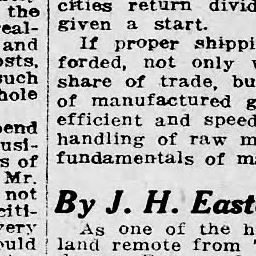 the
eal-
and
osts,
such
hole
pend
usi-
s of
Mr.
not
citi-
very
ould
cities return divid
given a start.
If proper shippi
forded, not only
share of trade, bu
of manufactured g
efficient and speed
handling of raw m
fundamentals of ma
By J. H. East
As one of the h
land remote from